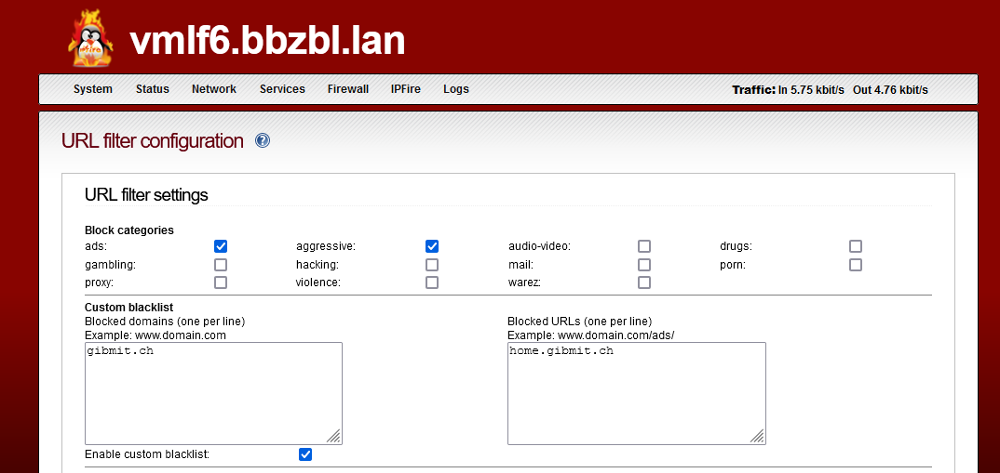 vmlf6.bbzbl.lan
System Status Network Services Firewall IPFire Logs Traffic: In 5.75 kbit/s Out 4.76 kbit/s
URL filter configuration ?
URL filter settings
Block categories
ads: aggressive: audio-video: drugs:
gambling: hacking: mail: porn:
proxy: violence: warez:
Custom blacklist
Blocked domains (one per line) Blocked URLs (one per line)
Example: www.domain.com Example: www.domain.com/ads/
gibmit.ch home.gibmit.ch
Enable custom blacklist: